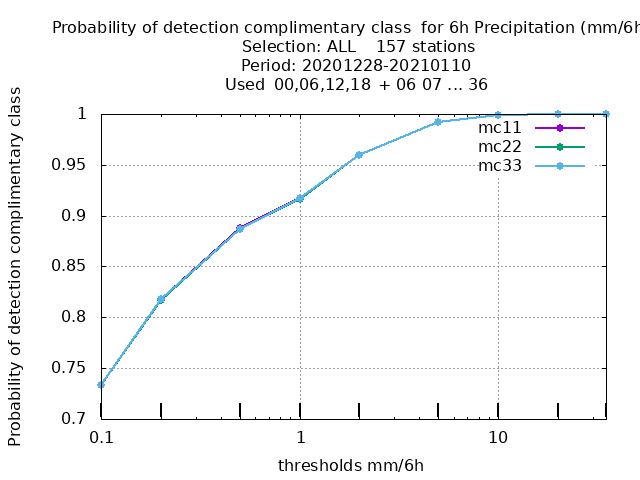 Probability of detection complimentary class for 6h Precipitation (mm/6h
Selection: ALL 157 stations
Period: 20201228-20210110
Used 00,06,12,18 + 06 07 ... 36
Probability of detection complimentary class
1
0.95
0.9
0.85
0.8
0.75
0.7
mc11
mc22
mc33
0.1 1 10
thresholds mm/6h